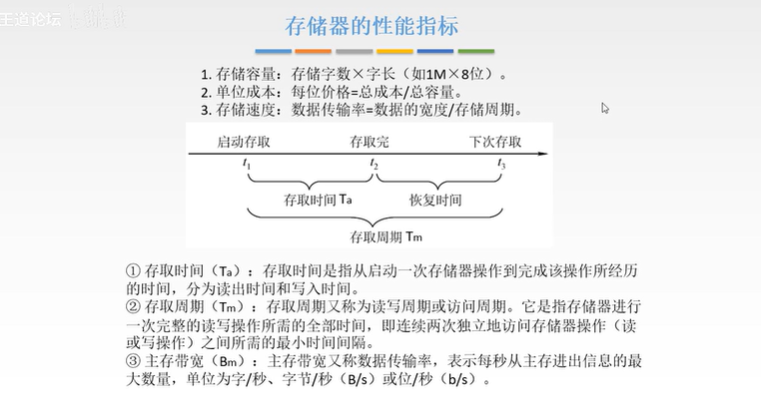 王道论坛
存储器的性能指标
1. 存储容量：存储字数×字长（如1M×8位）。
2. 单位成本：每位价格=总成本/总容量。
3. 存储速度：数据传输率=数据的宽度/存储周期。
启动存取 存取完 下次存取
t1 t2 t3
存取时间 Ta 恢复时间
存取周期 Tm
① 存取时间（Ta）：存取时间是指从启动一次存储器操作到完成该操作所经历
的时间，分为读出时间和写入时间。
② 存取周期（Tm）：存取周期又称为读写周期或访问周期。它是指存储器进行
一次完整的读写操作所需的全部时间，即连续两次独立地访问存储器操作（读
或写操作）之间所需的最小时间间隔。
③ 主存带宽（Bm）：主存带宽又称数据传输率，表示每秒从主存进出信息的最
大数量，单位为字/秒、字节/秒（B/s）或位/秒（b/s）。